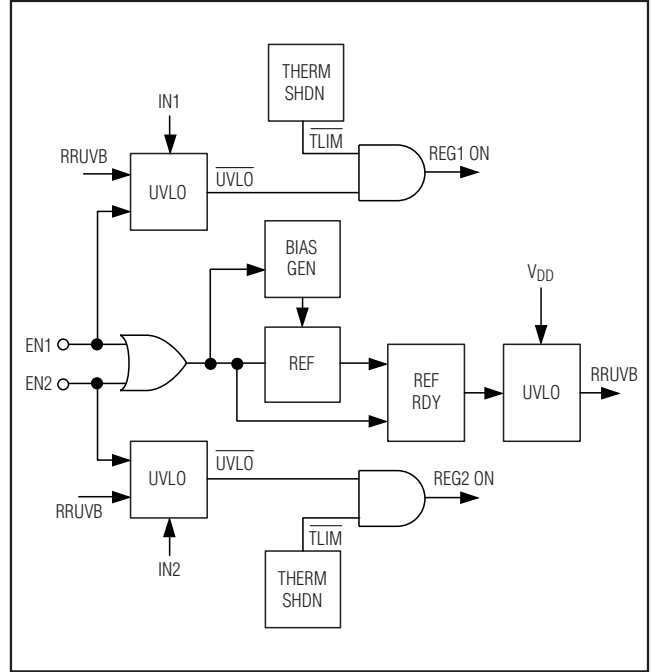 THERM
SHDN
IN1
TLIM
RRUVB
UVLO
UVLO
REG1 ON
BIAS
GEN
VDD
EN1
REF
REF
RDY
UVLO
RRUVB
EN2
UVLO
UVLO
REG2 ON
RRUVB
TLIM
IN2
THERM
SHDN